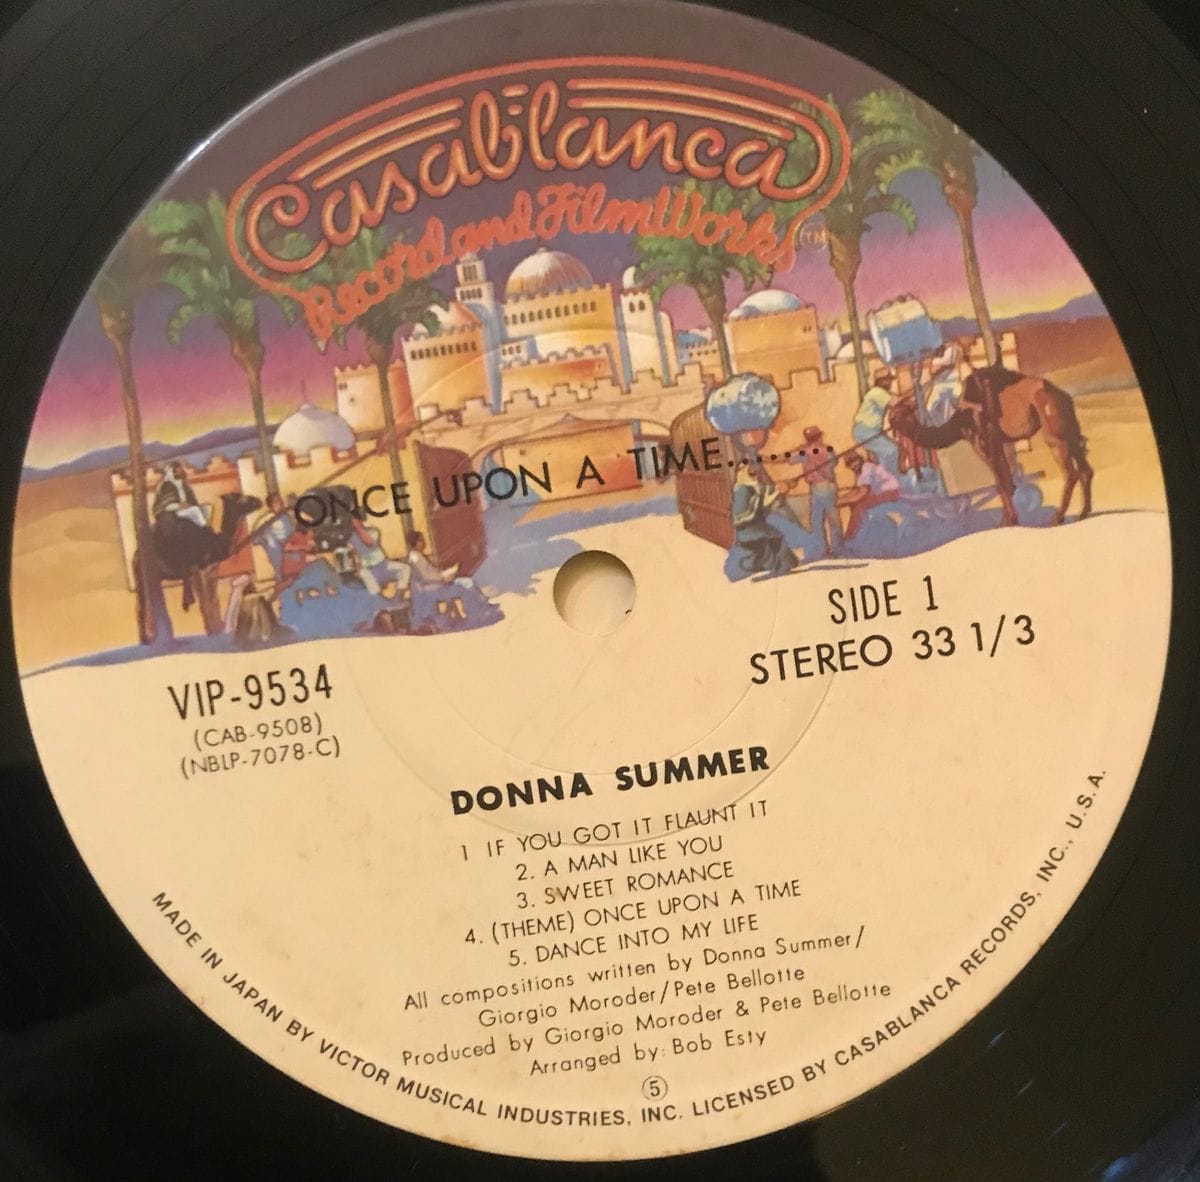 Casablanca
Record and FilmWorks TM
ONCE UPON A TIME.........
SIDE 1
STEREO 33 1/3
VIP-9534
(CAB-9508)
(NBLP-7078-C)
DONNA SUMMER
1 IF YOU GOT IT FLAUNT IT
2. A MAN LIKE YOU
3. SWEET ROMANCE
4. (THEME) ONCE UPON A TIME
5. DANCE INTO MY LIFE
All compositions written by Donna Summer/
Giorgio Moroder/Pete Bellotte
Produced by Giorgio Moroder & Pete Bellotte
Arranged by: Bob Esty
⑤
MADE IN JAPAN BY VICTOR MUSICAL INDUSTRIES, INC. LICENSED BY CASABLANCA RECORDS, INC., U.S.A.